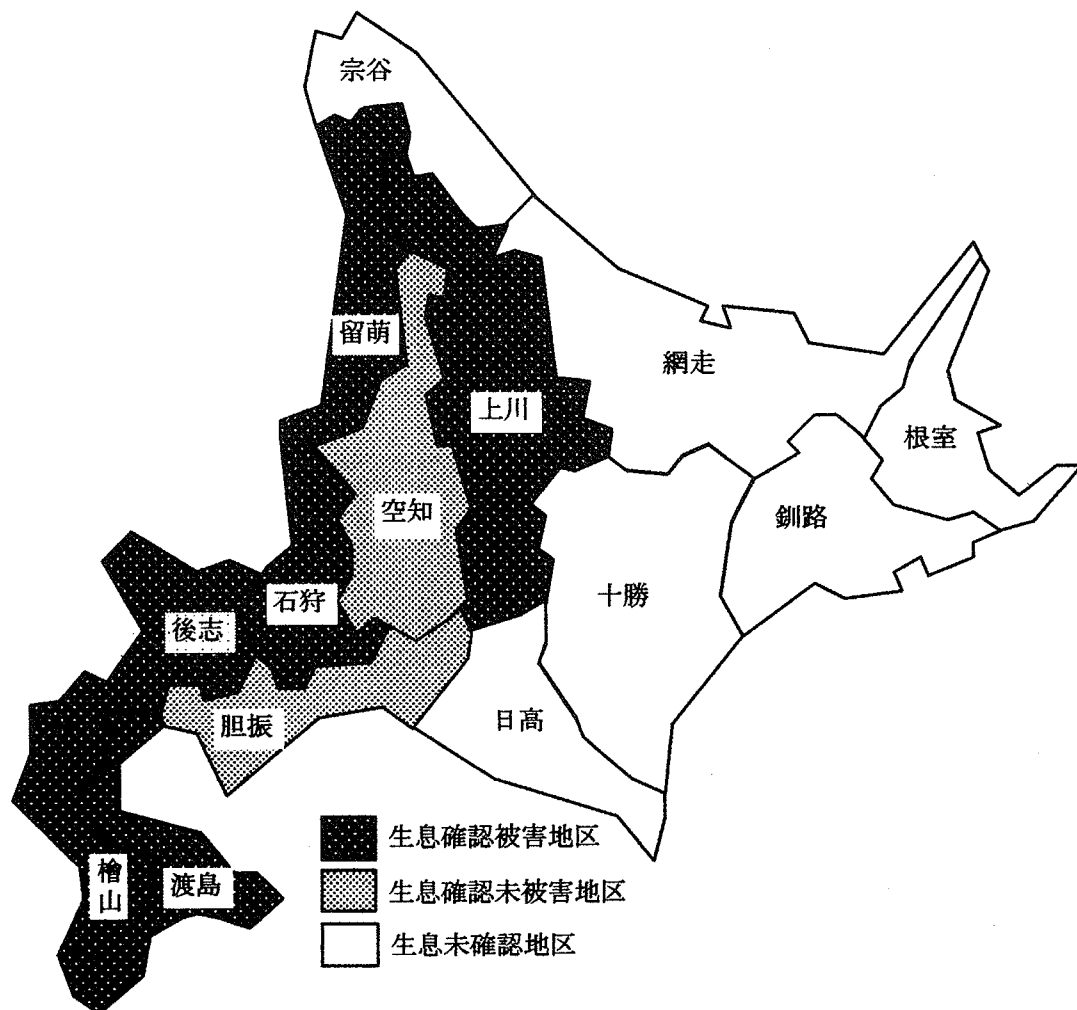 宗谷
留萌
網走
上川
根室
空知
釧路
十勝
石狩
後志
日高
胆振
檜山
渡島
生息確認被害地区
生息確認未被害地区
生息未確認地区